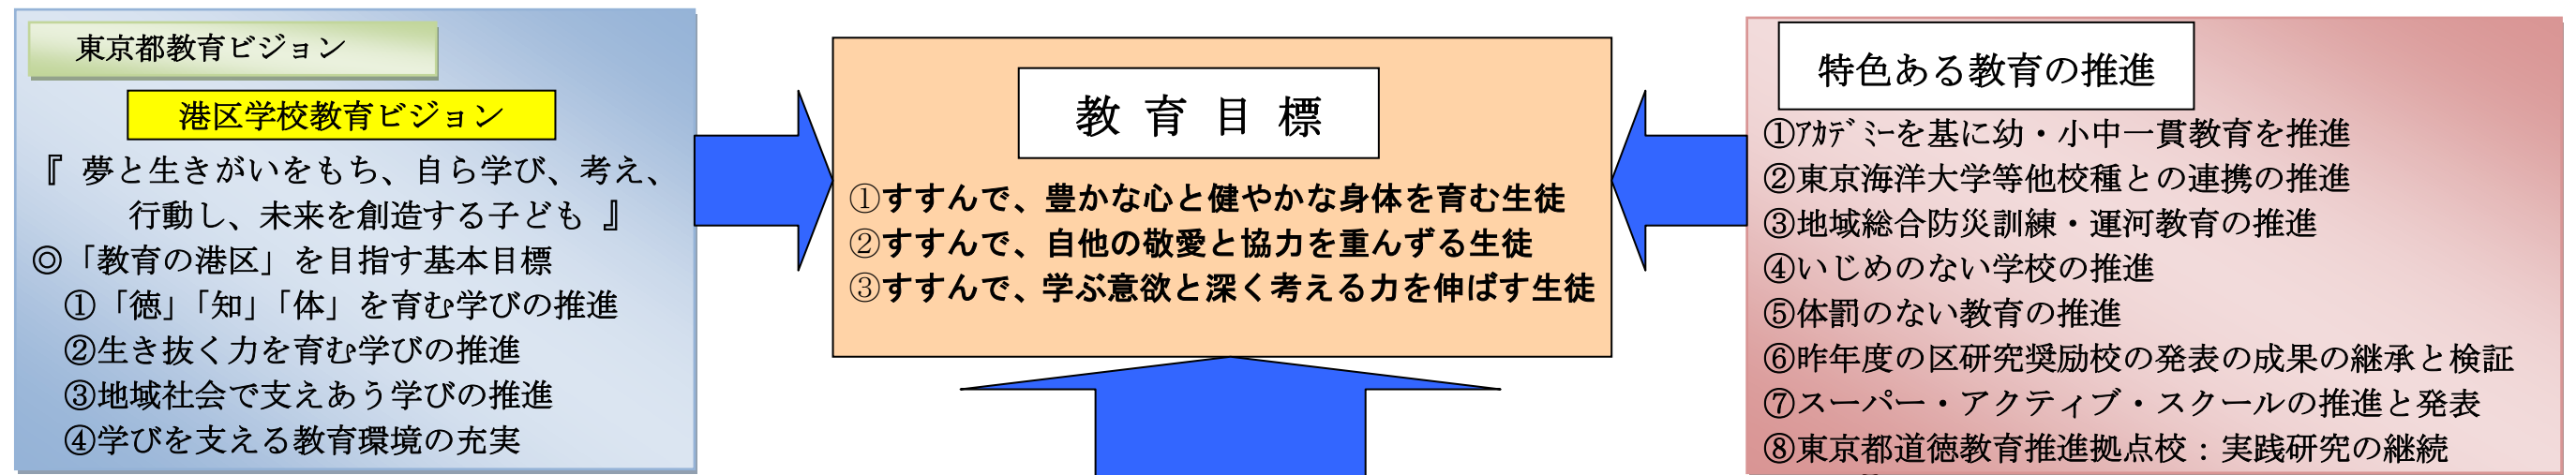 東京都教育ビジョン
港区学校教育ビジョン
『 夢と生きがいをもち、自ら学び、考え、
行動し、未来を創造する子ども 』
◎「教育の港区」を目指す基本目標
①「徳」「知」「体」を育む学びの推進
②生き抜く力を育む学びの推進
③地域社会で支えあう学びの推進
④学びを支える教育環境の充実
教 育 目 標
①すすんで、豊かな心と健やかな身体を育む生徒
②すすんで、自他の敬愛と協力を重んずる生徒
③すすんで、学ぶ意欲と深く考える力を伸ばす生徒
特色ある教育の推進
①ｱｶﾃﾞﾐｰを基に幼・小中一貫教育を推進
②東京海洋大学等他校種との連携の推進
③地域総合防災訓練・運河教育の推進
④いじめのない学校の推進
⑤体罰のない教育の推進
⑥昨年度の区研究奨励校の発表の成果の継承と検証
⑦スーパー・アクティブ・スクールの推進と発表
⑧東京都道徳教育推進拠点校：実践研究の継続